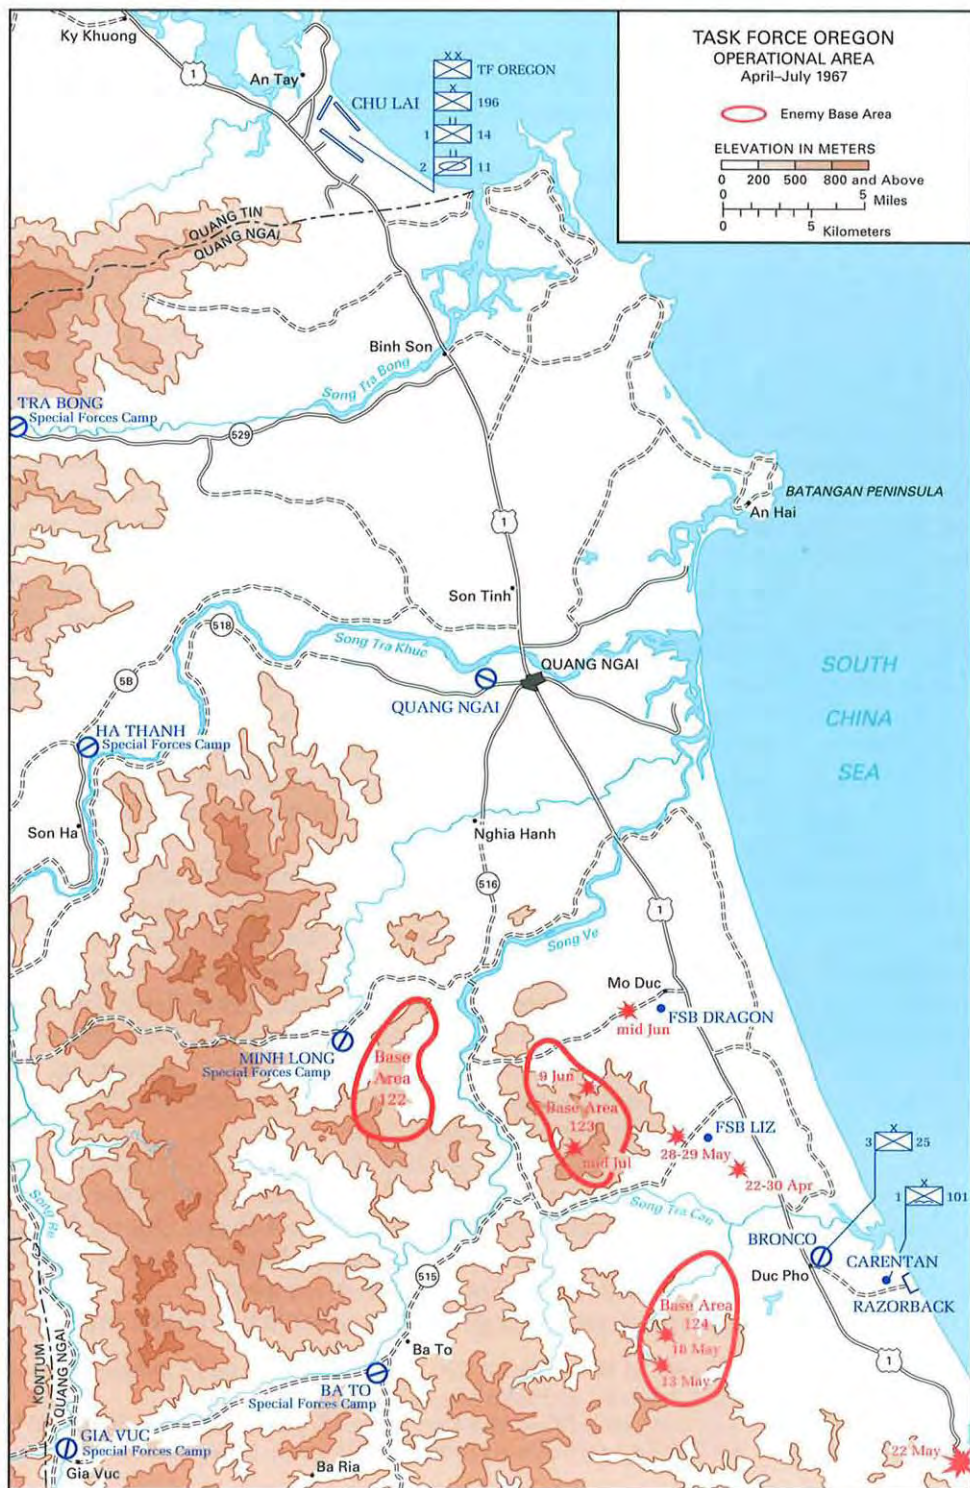 TASK FORCE OREGON
OPERATIONAL AREA
April–July 1967
Enemy Base Area
ELEVATION IN METERS
0 200 500 800 and Above
0 5 Miles
0 5 Kilometers
Ky Khuong
1
An Tay
CHU LAI
XX
TF OREGON
X
196
II
1 14
II
2 11
QUANG TIN
QUANG NGAI
Binh Son
Song Tra Bong
TRA BONG
Special Forces Camp
529
BATANGAN PENINSULA
An Hai
1
Son Tinh
518
Song Tra Khuc
QUANG NGAI
5B
QUANG NGAI
SOUTH
CHINA
SEA
HA THANH
Special Forces Camp
Son Ha
Nghia Hanh
516
1
Song Ve
Mo Duc
FSB DRAGON
mid Jun
MINH LONG
Special Forces Camp
Base
Area
122
9 Jun
Base Area
123
mid Jul
FSB LIZ
28-29 May
22-30 Apr
X
3 25
X
1 101
Song Re
Song Tra Cau
BRONCO
Duc Pho
CARENTAN
RAZORBACK
515
Base Area
124
18 May
13 May
KONTUM
QUANG NGAI
Ba To
1
BA TO
Special Forces Camp
GIA VUC
Special Forces Camp
Gia Vuc
Ba Ria
22 May